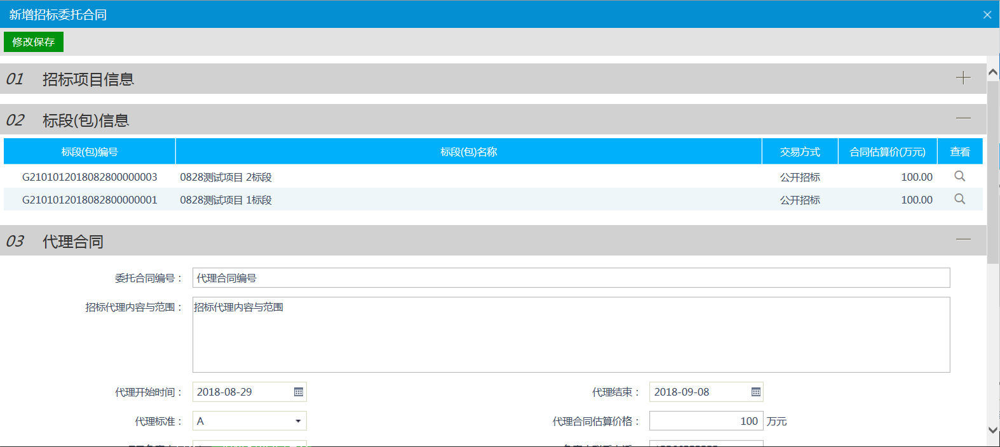 新增招标委托合同
修改保存
01 招标项目信息
02 标段(包)信息
标段(包)编号 标段(包)名称 交易方式 合同估算价(万元) 查看
G2101012018082800000003 0828测试项目 2标段 公开招标 100.00
G2101012018082800000001 0828测试项目 1标段 公开招标 100.00
03 代理合同
委托合同编号： 代理合同编号
招标代理内容与范围： 招标代理内容与范围
代理开始时间： 2018-08-29 代理结束： 2018-09-08
代理标准： A 代理合同估算价格： 100 万元